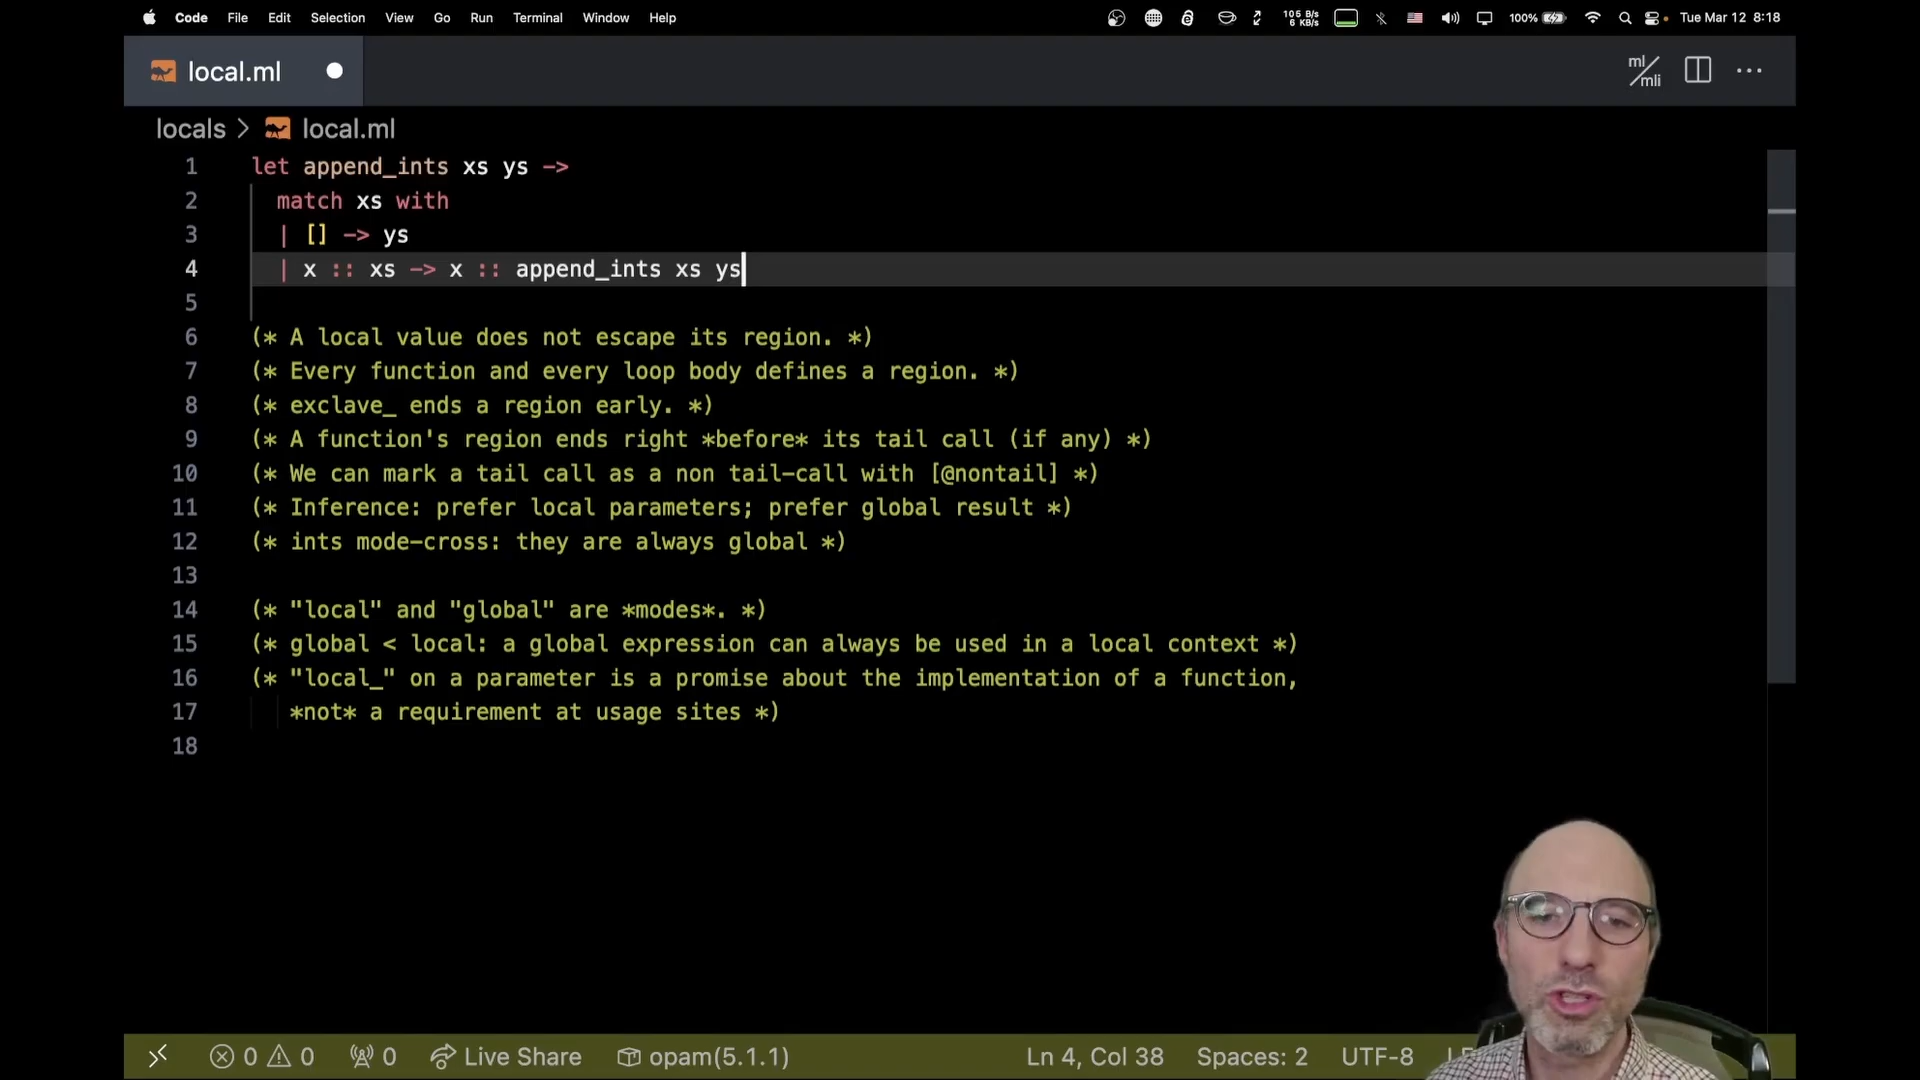 Code File Edit Selection View Go Run Terminal Window Help 105 B/s 6 KB/s 100% Tue Mar 12 8:18
local.ml ml/mli
locals > local.ml
1 let append_ints xs ys ->
2 match xs with
3 | [] -> ys
4 | x :: xs -> x :: append_ints xs ys
5
6 (* A local value does not escape its region. *)
7 (* Every function and every loop body defines a region. *)
8 (* exclave_ ends a region early. *)
9 (* A function's region ends right *before* its tail call (if any) *)
10 (* We can mark a tail call as a non tail-call with [@nontail] *)
11 (* Inference: prefer local parameters; prefer global result *)
12 (* ints mode-cross: they are always global *)
13
14 (* "local" and "global" are *modes*. *)
15 (* global < local: a global expression can always be used in a local context *)
16 (* "local_" on a parameter is a promise about the implementation of a function,
17 *not* a requirement at usage sites *)
18
0 0 0 Live Share opam(5.1.1) Ln 4, Col 38 Spaces: 2 UTF-8